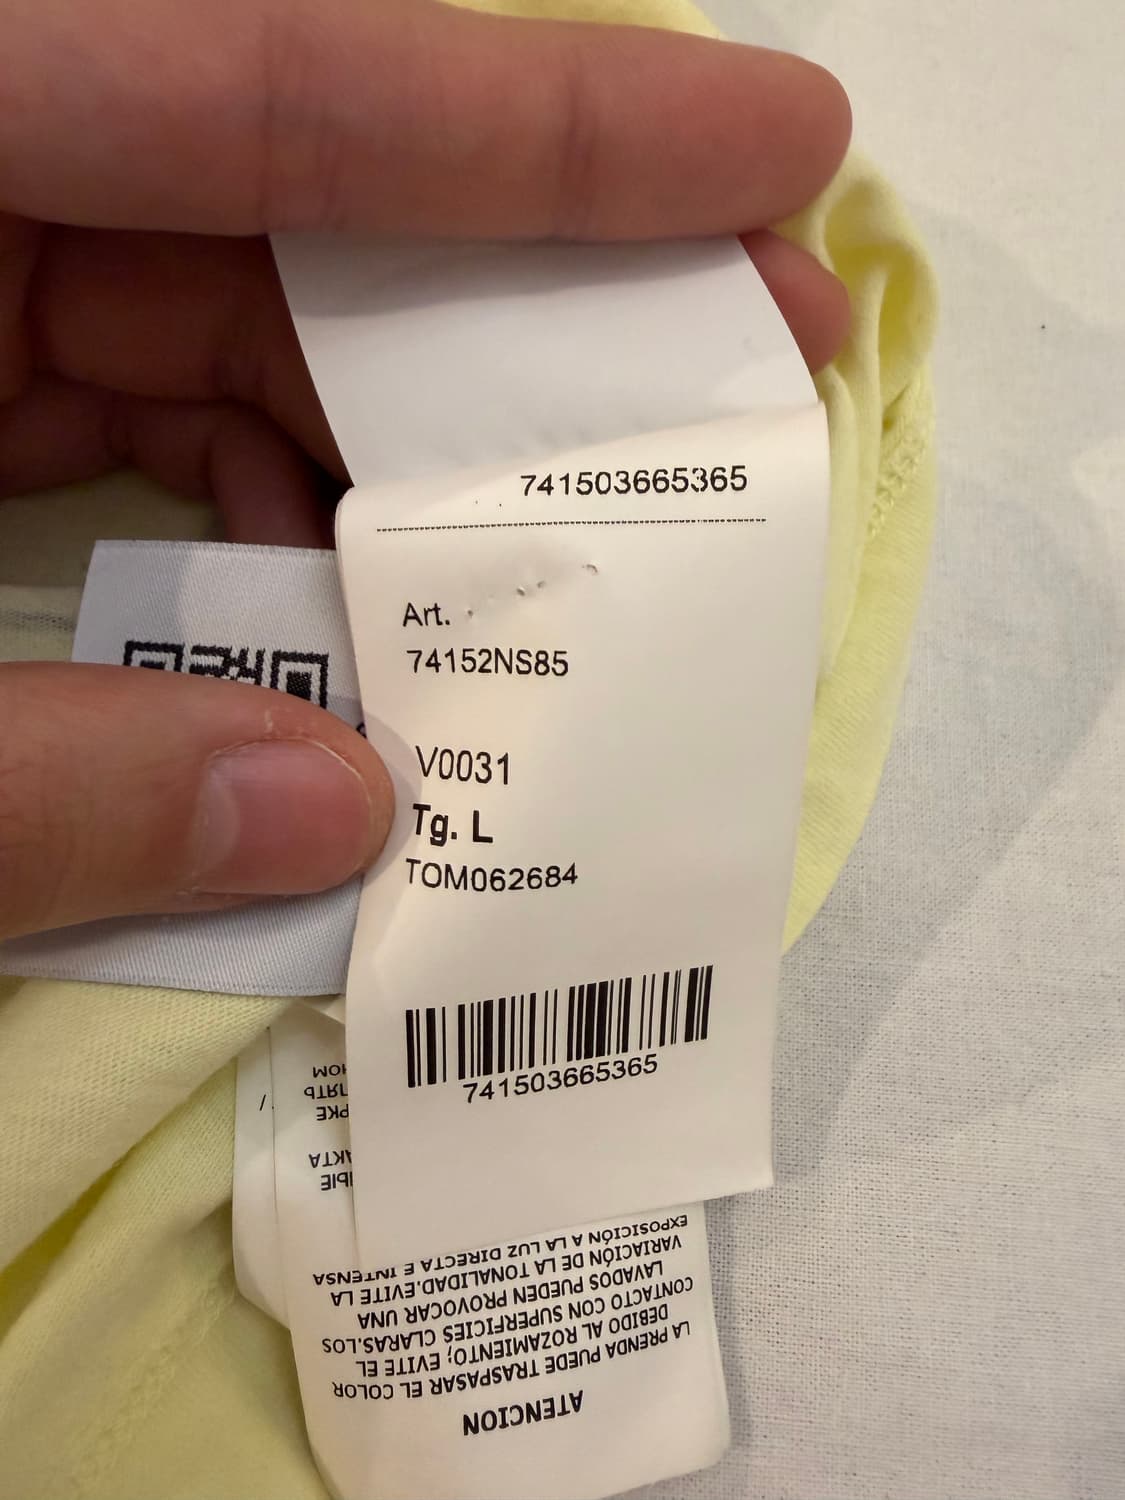 741503665365
Art.
74152NS85
V0031
Tg. L
TOM062684
741503665365
ATENCION
LA PRENDA PUEDE TRASPASAR EL COLOR
DEBIDO AL ROZAMIENTO; EVITE EL
CONTACTO CON SUPERFICIES CLARAS.LOS
LAVADOS PUEDEN PROVOCAR UNA
VARIACIÓN DE LA TONALIDAD.EVITE LA
EXPOSICIÓN A LA LUZ DIRECTA E INTENSA